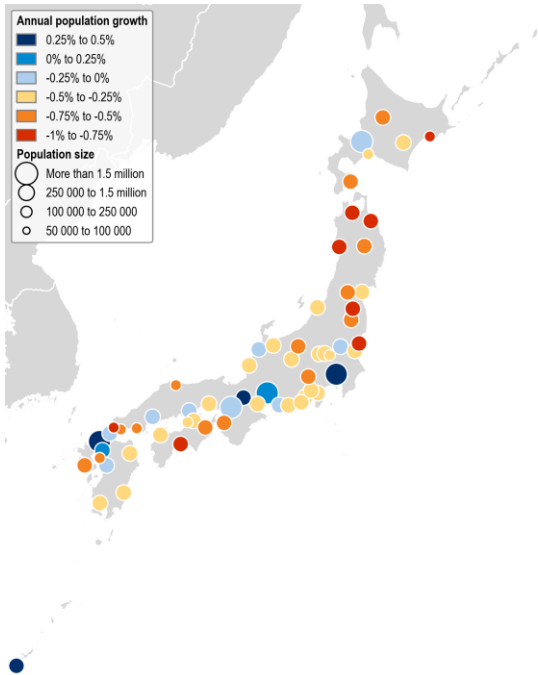 Annual population growth
0.25% to 0.5%
0% to 0.25%
-0.25% to 0%
-0.5% to -0.25%
-0.75% to -0.5%
-1% to -0.75%
Population size
More than 1.5 million
250 000 to 1.5 million
100 000 to 250 000
50 000 to 100 000